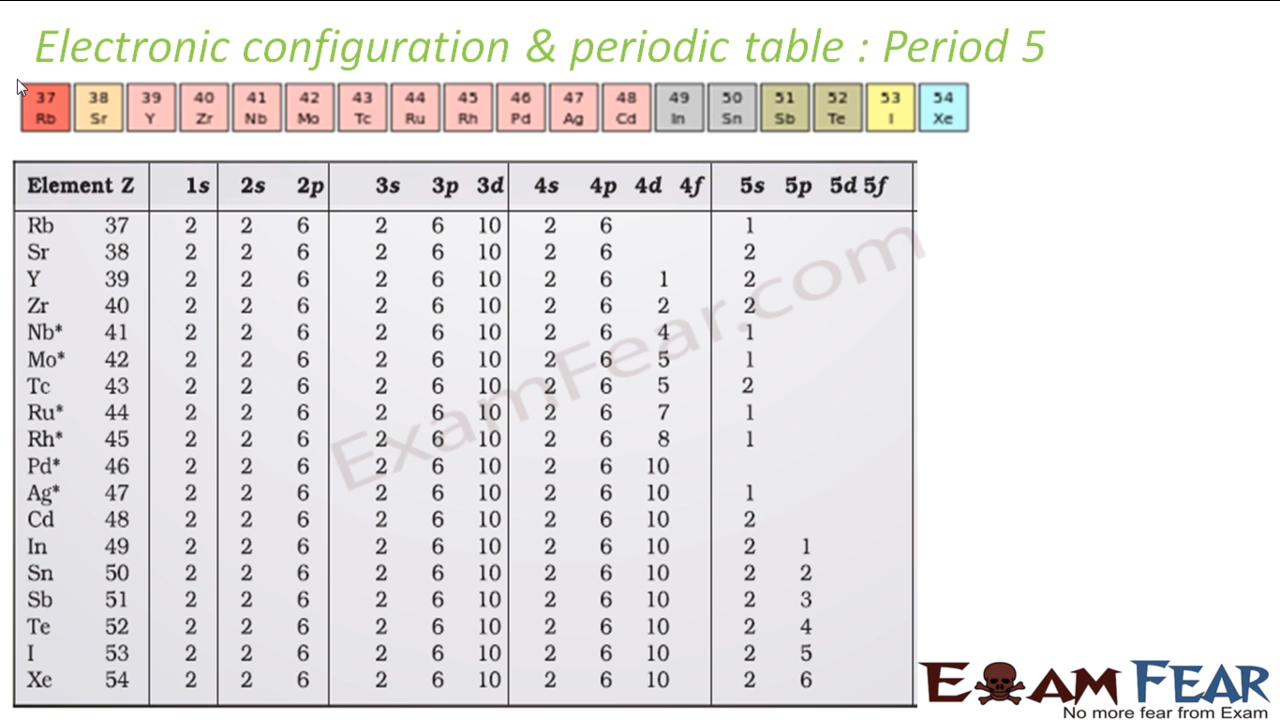 Electronic configuration & periodic table : Period 5
37 38 39 40 41 42 43 44 45 46 47 48 49 50 51 52 53 54
Rb Sr Y Zr Nb Mo Tc Ru Rh Pd Ag Cd In Sn Sb Te I Xe
Element Z 1s 2s 2p 3s 3p 3d 4s 4p 4d 4f 5s 5p 5d 5f
Rb 37 2 2 6 2 6 10 2 6 1
Sr 38 2 2 6 2 6 10 2 6 2
Y 39 2 2 6 2 6 10 2 6 1 2
Zr 40 2 2 6 2 6 10 2 6 2 2
Nb* 41 2 2 6 2 6 10 2 6 4 1
Mo* 42 2 2 6 2 6 10 2 6 5 1
Tc 43 2 2 6 2 6 10 2 6 5 2
Ru* 44 2 2 6 2 6 10 2 6 7 1
Rh* 45 2 2 6 2 6 10 2 6 8 1
Pd* 46 2 2 6 2 6 10 2 6 10
Ag* 47 2 2 6 2 6 10 2 6 10 1
Cd 48 2 2 6 2 6 10 2 6 10 2
In 49 2 2 6 2 6 10 2 6 10 2 1
Sn 50 2 2 6 2 6 10 2 6 10 2 2
Sb 51 2 2 6 2 6 10 2 6 10 2 3
Te 52 2 2 6 2 6 10 2 6 10 2 4
I 53 2 2 6 2 6 10 2 6 10 2 5
Xe 54 2 2 6 2 6 10 2 6 10 2 6
ExamFear.com
EXAM FEAR
No more fear from Exam